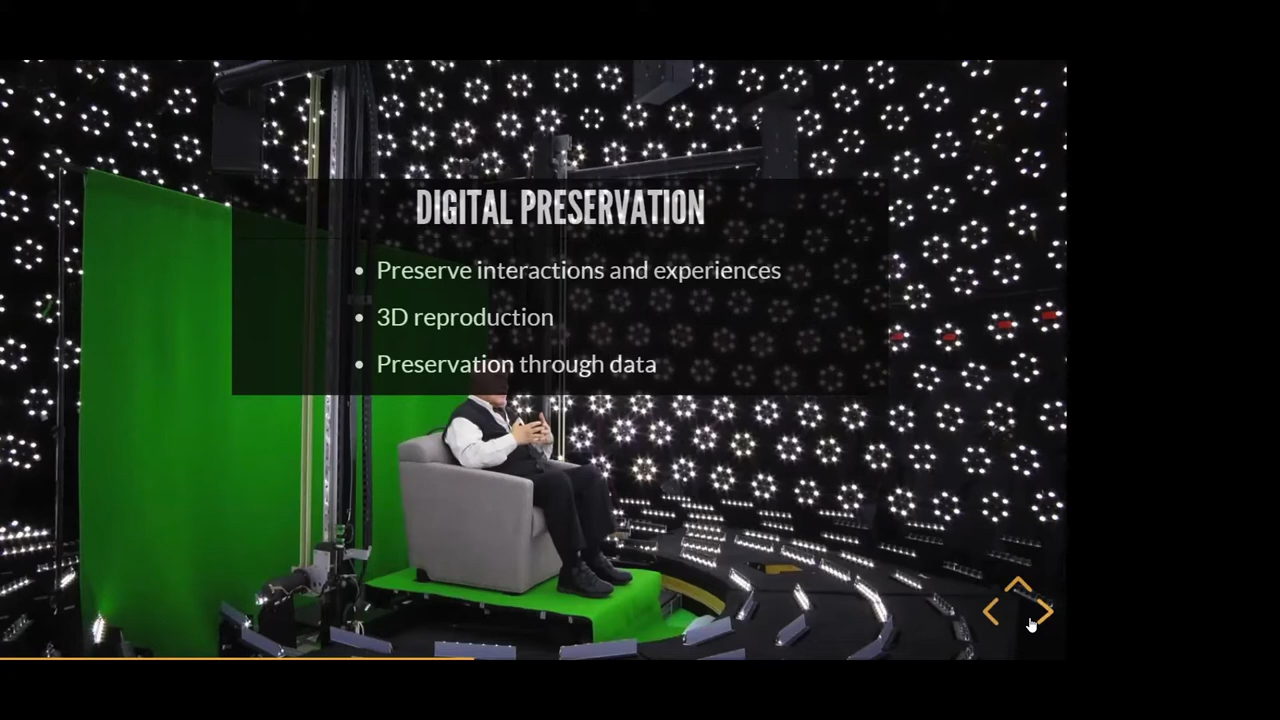 DIGITAL PRESERVATION
Preserve interactions and experiences
3D reproduction
Preservation through data